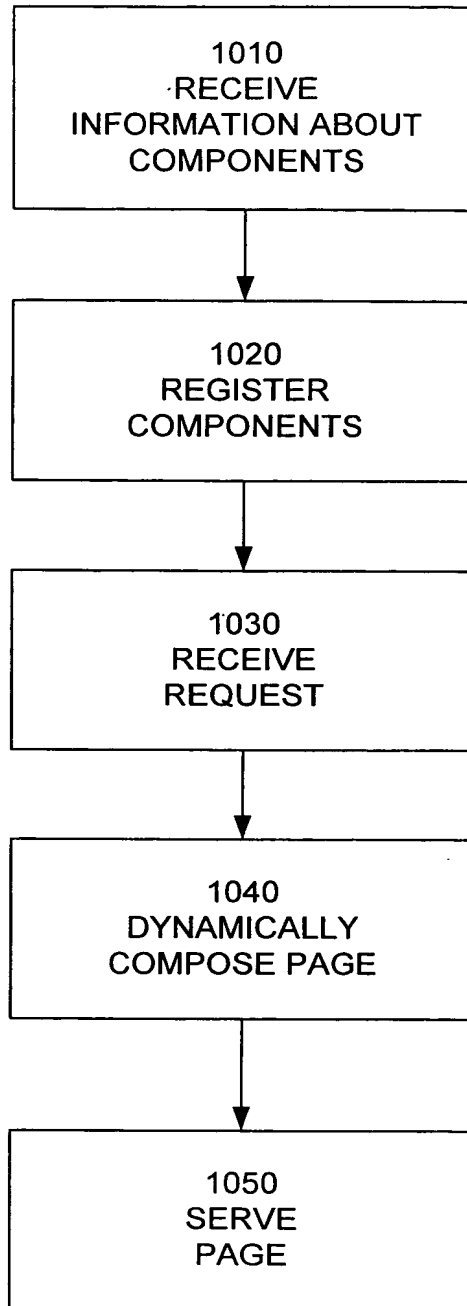 1010
RECEIVE
INFORMATION ABOUT
COMPONENTS
1020
REGISTER
COMPONENTS
1030
RECEIVE
REQUEST
1040
DYNAMICALLY
COMPOSE PAGE
1050
SERVE
PAGE